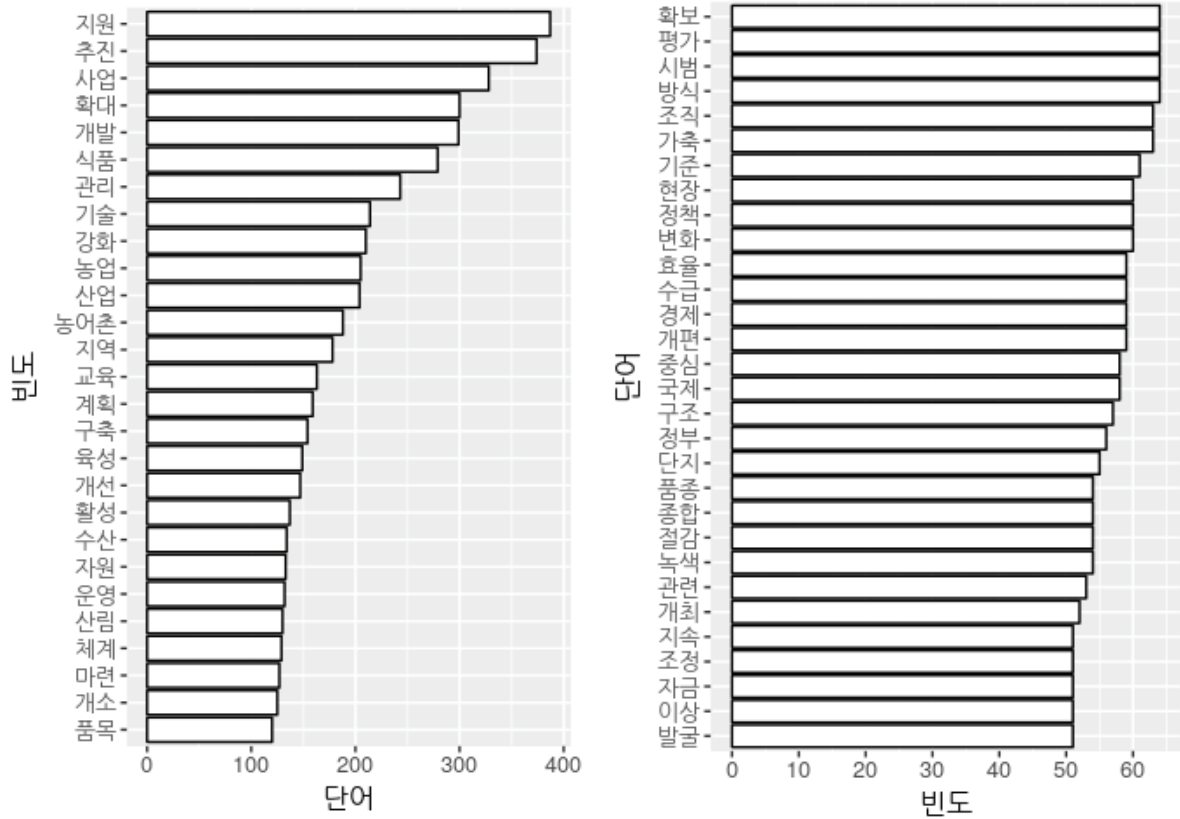 지원
추진
사업
확대
개발
식품
관리
기술
강화
농업
산업
농어촌
지역
교육
계획
구축
육성
개선
활성
수산
자원
운영
산림
체계
마련
개소
품목
빈도
0 100 200 300 400
단어
확보
평가
시범
방식
조직
가축
기준
현장
정책
변화
효율
수급
경제
개편
중심
국제
구조
정부
단지
품종
종합
절감
녹색
관련
개최
지속
조정
자금
이상
발굴
단어
0 10 20 30 40 50 60
빈도